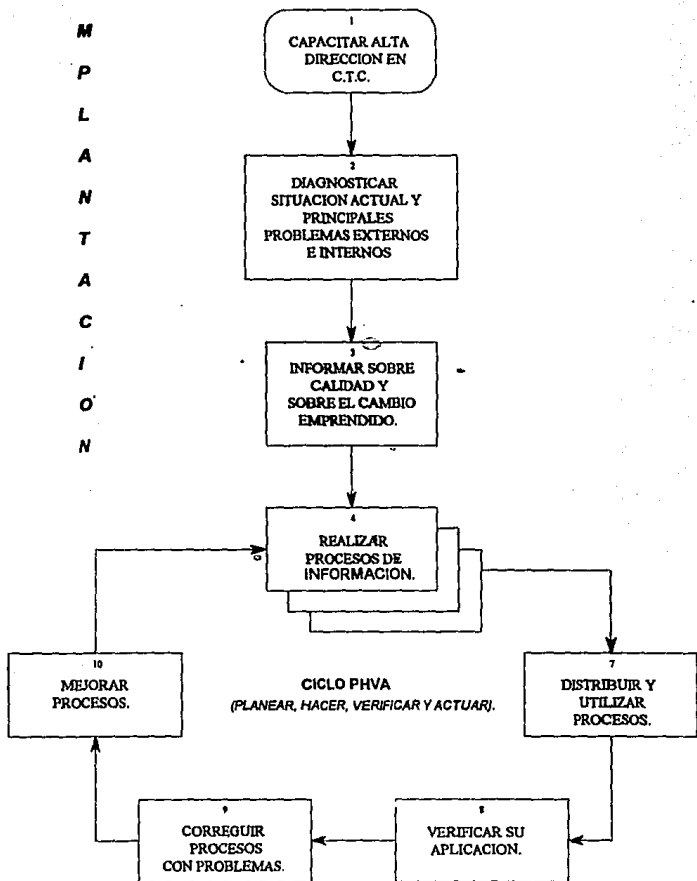 M
P
L
A
N
T
A
C
I
Ó
N
1
CAPACITAR ALTA
DIRECCION EN
C.T.C.
2
DIAGNOSTICAR
SITUACION ACTUAL Y
PRINCIPALES
PROBLEMAS EXTERNOS
E INTERNOS
3
INFORMAR SOBRE
CALIDAD Y
SOBRE EL CAMBIO
EMPRENDIDO.
4
REALIZAR
PROCESOS DE
INFORMACION.
10
MEJORAR
PROCESOS.
CICLO PHVA
(PLANEAR, HACER, VERIFICAR Y ACTUAR).
7
DISTRIBUIR Y
UTILIZAR
PROCESOS.
9
CORREGUIR
PROCESOS
CON PROBLEMAS.
8
VERIFICAR SU
APLICACION.